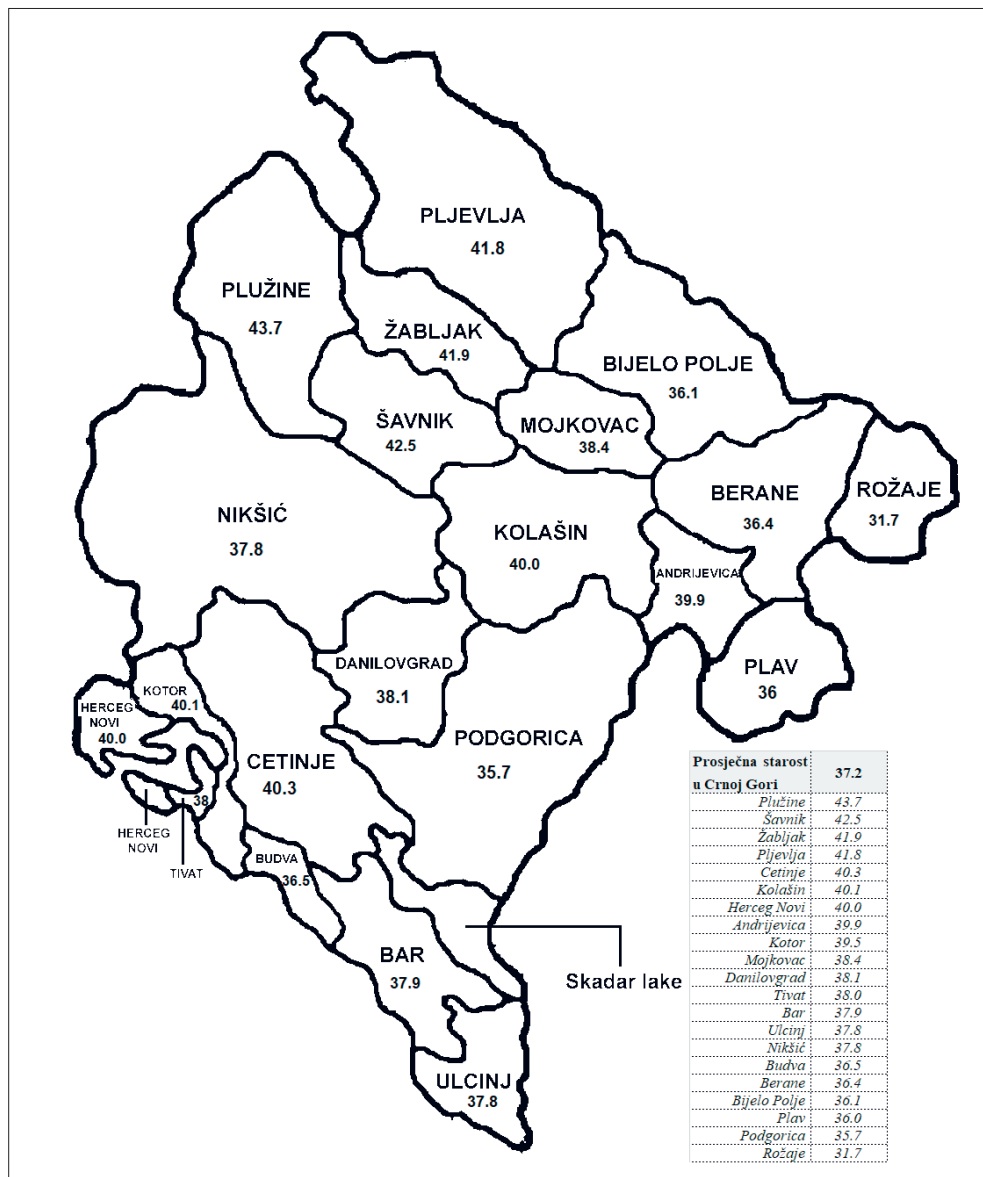 PLJEVLJA
41.8
PLUŽINE
43.7
ŽABLJAK
41.9
BIJELO POLJE
36.1
ŠAVNIK
42.5
MOJKOVAC
38.4
BERANE
36.4
ROŽAJE
31.7
NIKŠIĆ
37.8
KOLAŠIN
40.0
ANDRIJEVICA
39.9
DANILOVGRAD
38.1
PLAV
36
KOTOR
40.1
HERCEG
NOVI
40.0
CETINJE
40.3
PODGORICA
35.7
38
HERCEG
NOVI
TIVAT
BUDVA
36.5
BAR
37.9
Skadar lake
ULCINJ
37.8
Prosječna starost
u Crnoj Gori 37.2
Plužine 43.7
Šavnik 42.5
Žabljak 41.9
Pljevlja 41.8
Cetinje 40.3
Kolašin 40.1
Herceg Novi 40.0
Andrijevica 39.9
Kotor 39.5
Mojkovac 38.4
Danilovgrad 38.1
Tivat 38.0
Bar 37.9
Ulcinj 37.8
Nikšić 37.8
Budva 36.5
Berane 36.4
Bijelo Polje 36.1
Plav 36.0
Podgorica 35.7
Rožaje 31.7